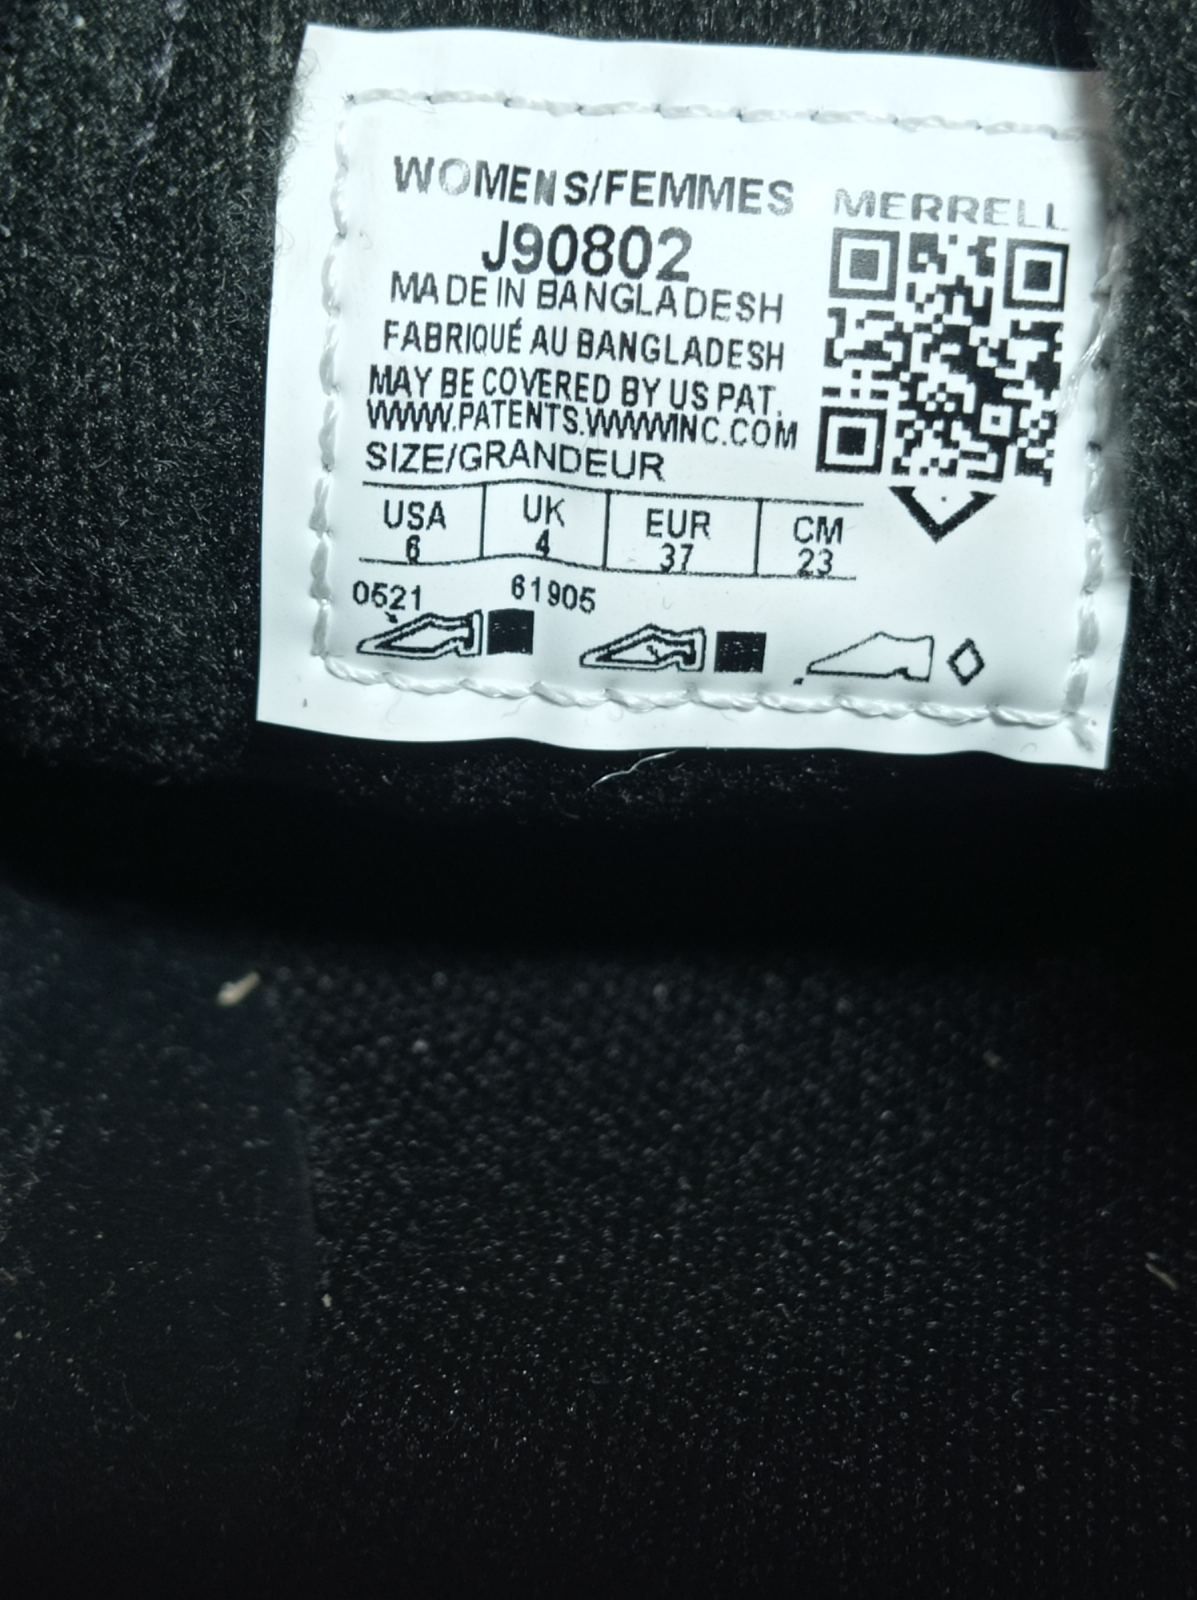 WOMENS/FEMMES
MERRELL
J90802
MADE IN BANGLADESH
FABRIQUÉ AU BANGLADESH
MAY BE COVERED BY US PAT.
WWW.PATENTS.WWWINC.COM
SIZE/GRANDEUR
USA UK EUR CM
6 4 37 23
0521 61905